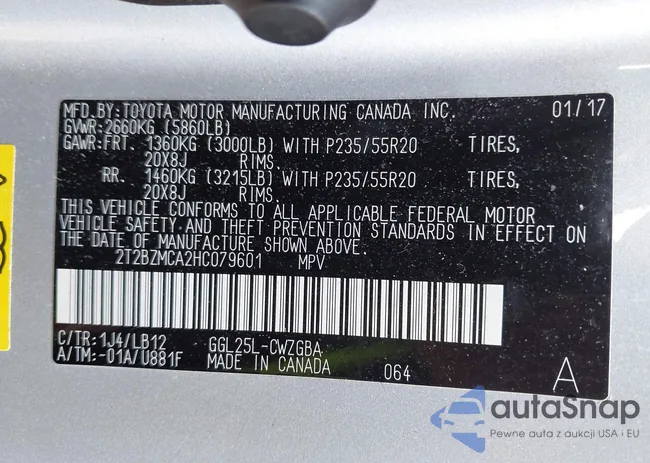 MFD.BY:TOYOTA MOTOR MANUFACTURING CANADA INC. 01/17
GVWR:2660KG (5860LB)
GAWR:FRT. 1360KG (3000LB) WITH P235/55R20 TIRES,
20X8J RIMS.
RR. 1460KG (3215LB) WITH P235/55R20 TIRES,
20X8J RIMS.
THIS VEHICLE CONFORMS TO ALL APPLICABLE FEDERAL MOTOR
VEHICLE SAFETY AND THEFT PREVENTION STANDARDS IN EFFECT ON
THE DATE OF MANUFACTURE SHOWN ABOVE.
2T2BZMCA2HC079601 MPV
C/TR:1J4/LB12 GGL25L-CWZGBA
A/TM:-01A/U881F MADE IN CANADA 064 A
autaSnap
Pewne auta z aukcji USA i EU